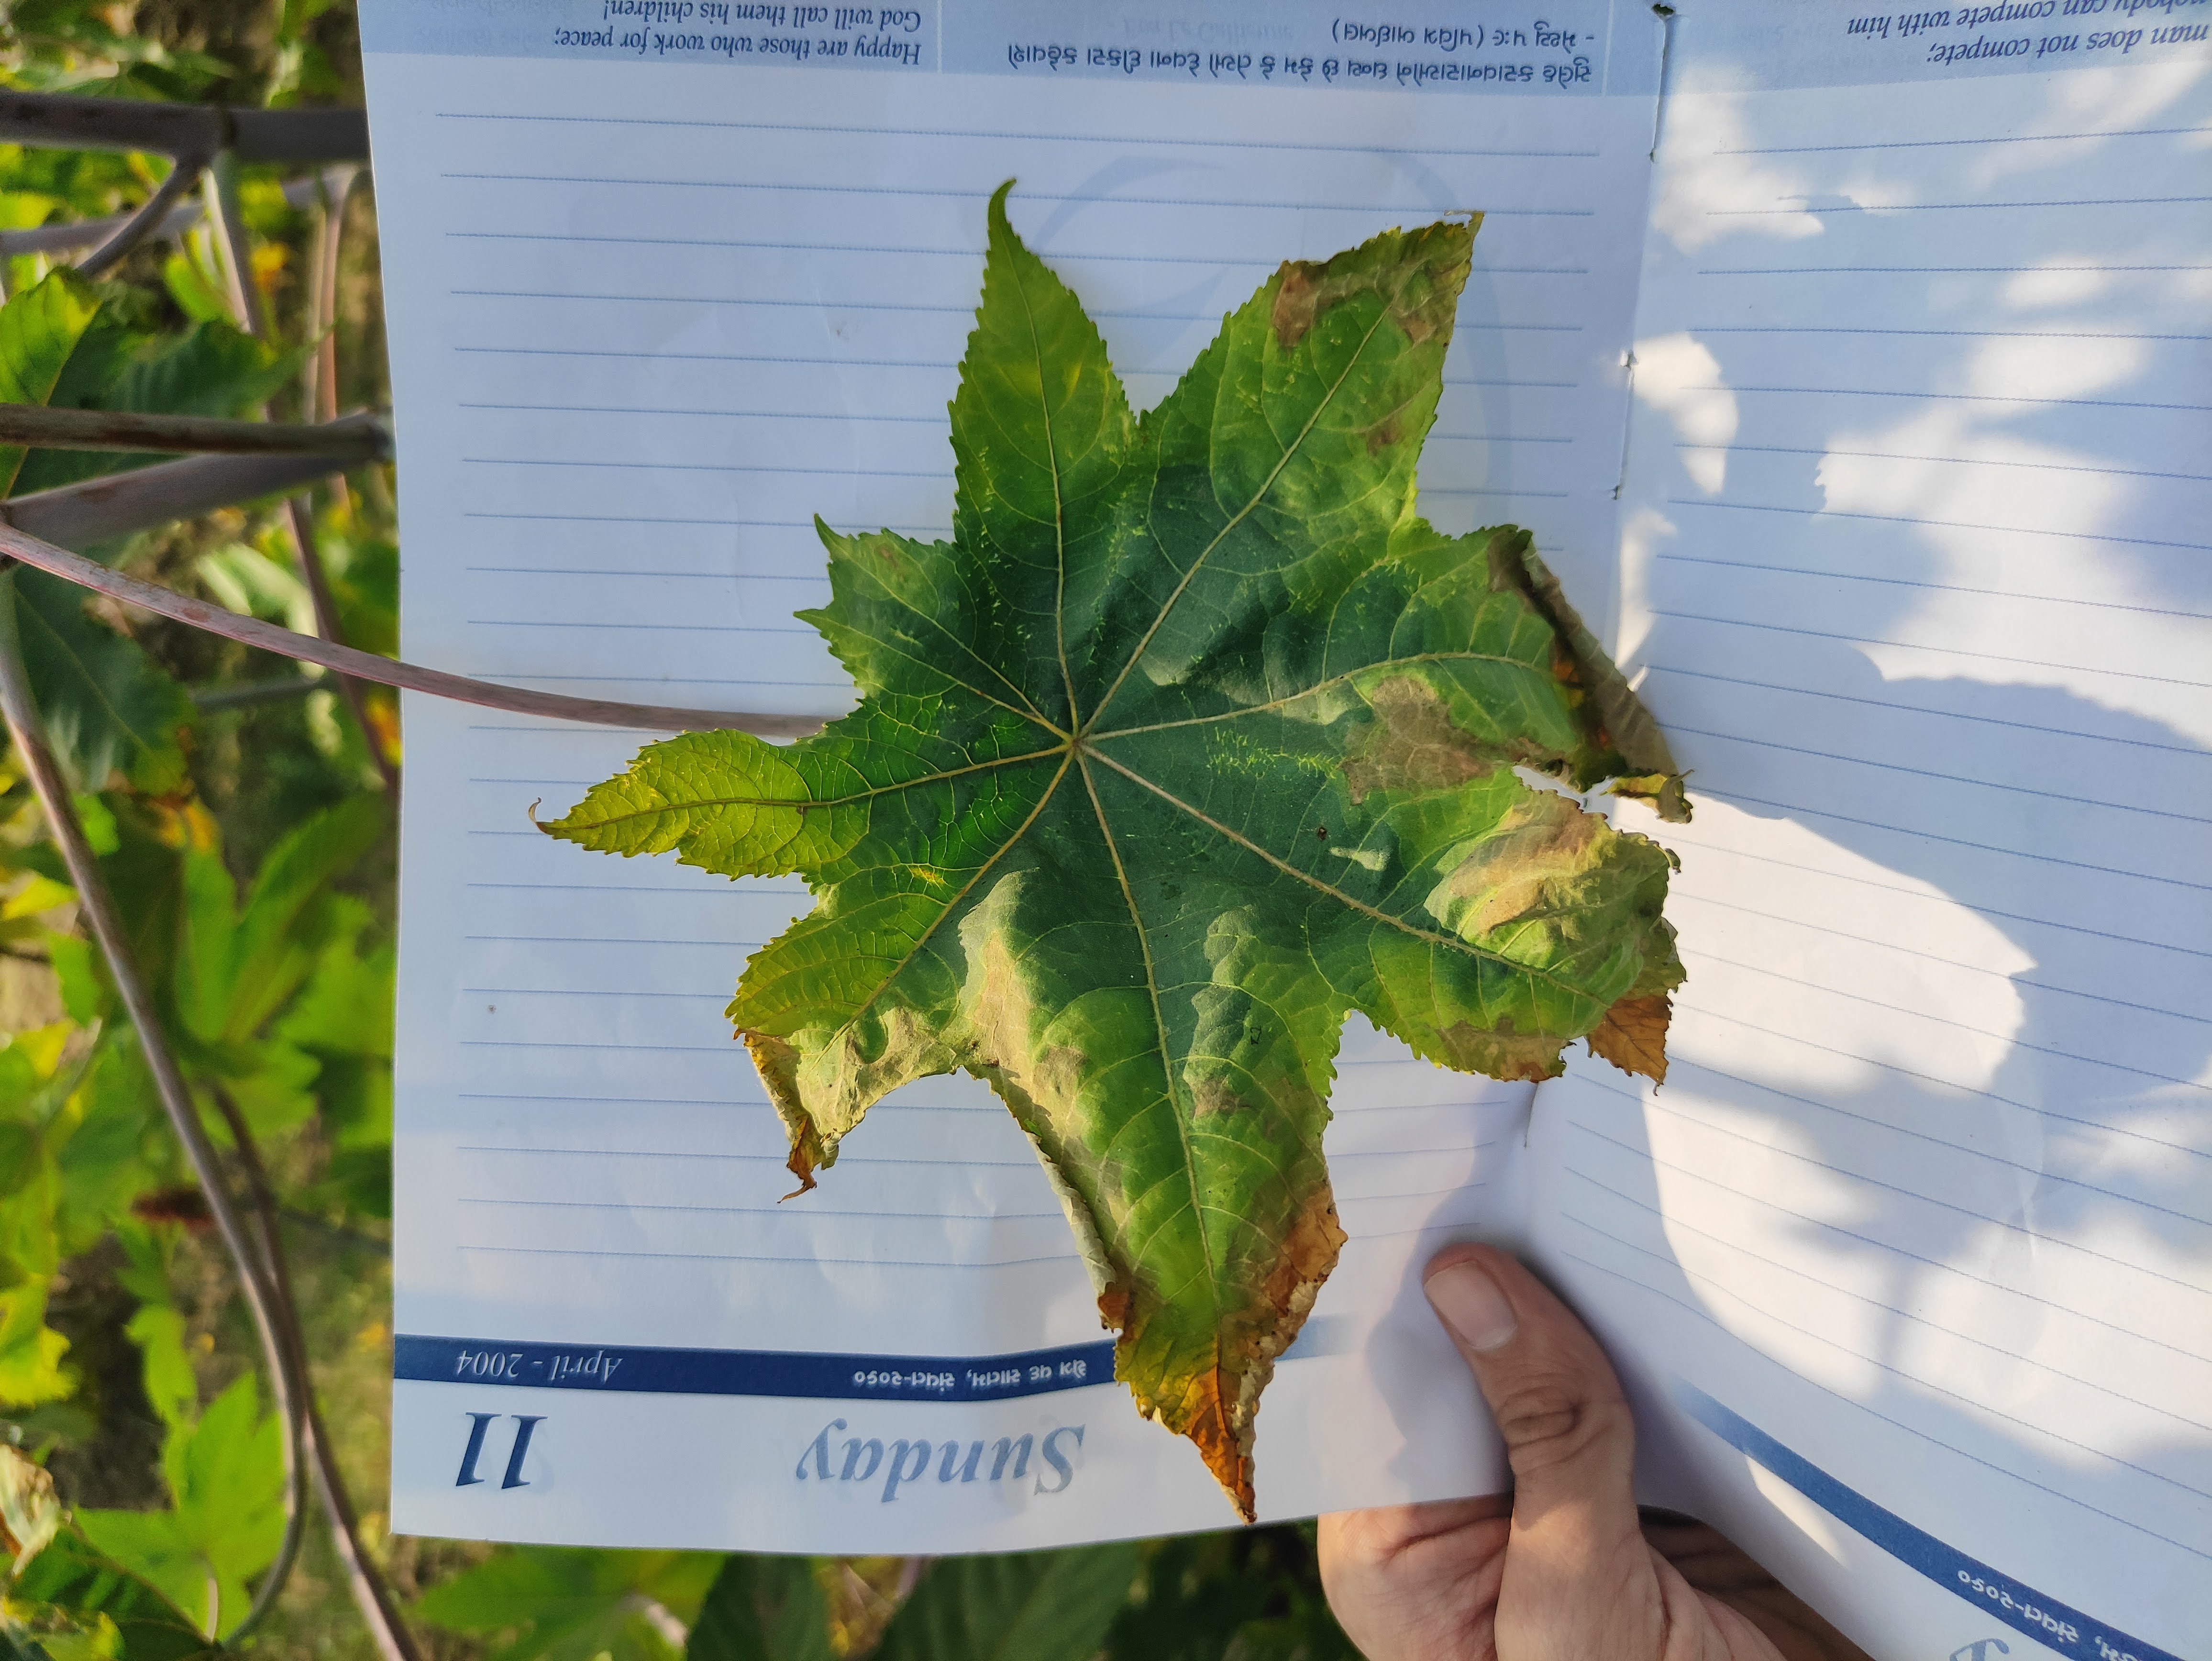 11
Sunday
April - 2004
ચૈત્ર વદ સાતમ, સંવત-૨૦૬૦
Happy are those who work for peace;
God will call them his children!
સુલેહ કરાવનારાઓને ધન્ય છે કેમ કે તેઓ દેવના દીકરા કહેવાશે
- મેથ્થુ ૫:૯ (પવિત્ર બાઈબલ)
સંવત-૨૦૬૦
man does not compete;
can compete with him